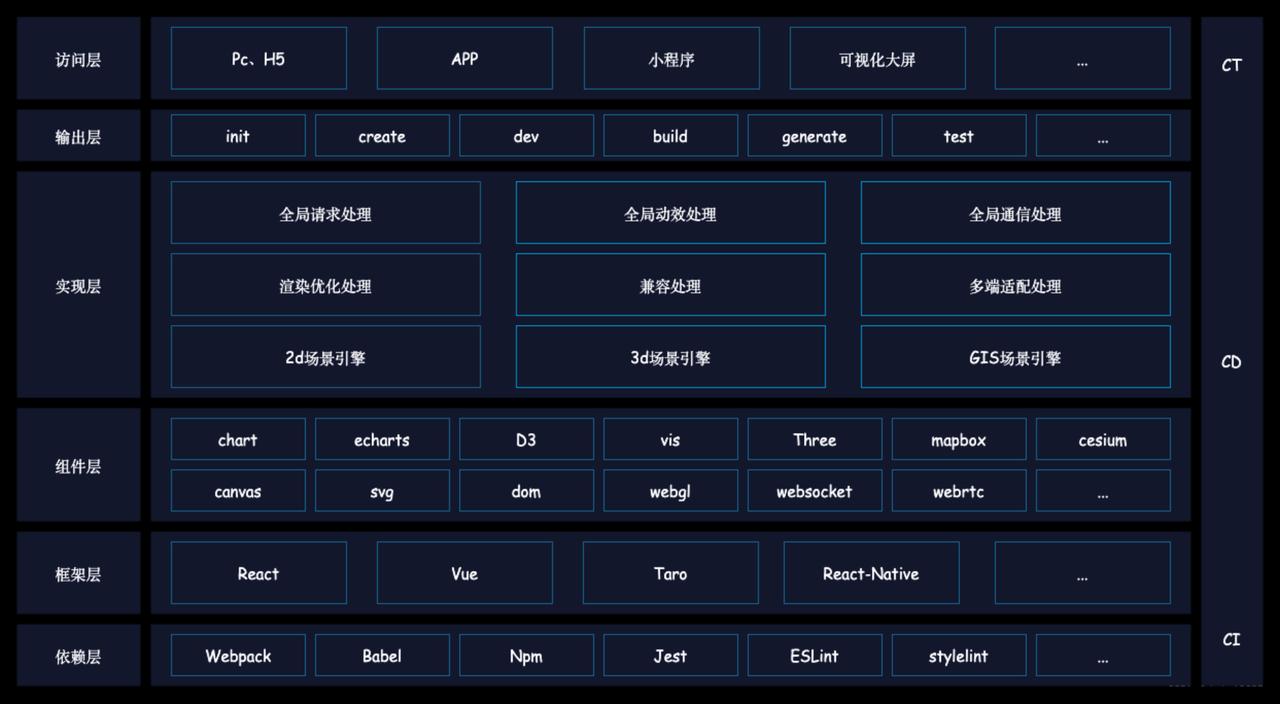 访问层
Pc、H5
APP
小程序
可视化大屏
...
输出层
init
create
dev
build
generate
test
...
实现层
全局请求处理
全局动效处理
全局通信处理
渲染优化处理
兼容处理
多端适配处理
2d场景引擎
3d场景引擎
GIS场景引擎
组件层
chart
echarts
D3
vis
Three
mapbox
cesium
canvas
svg
dom
webgl
websocket
webrtc
...
框架层
React
Vue
Taro
React-Native
...
依赖层
Webpack
Babel
Npm
Jest
ESLint
stylelint
...
CT
CD
CI